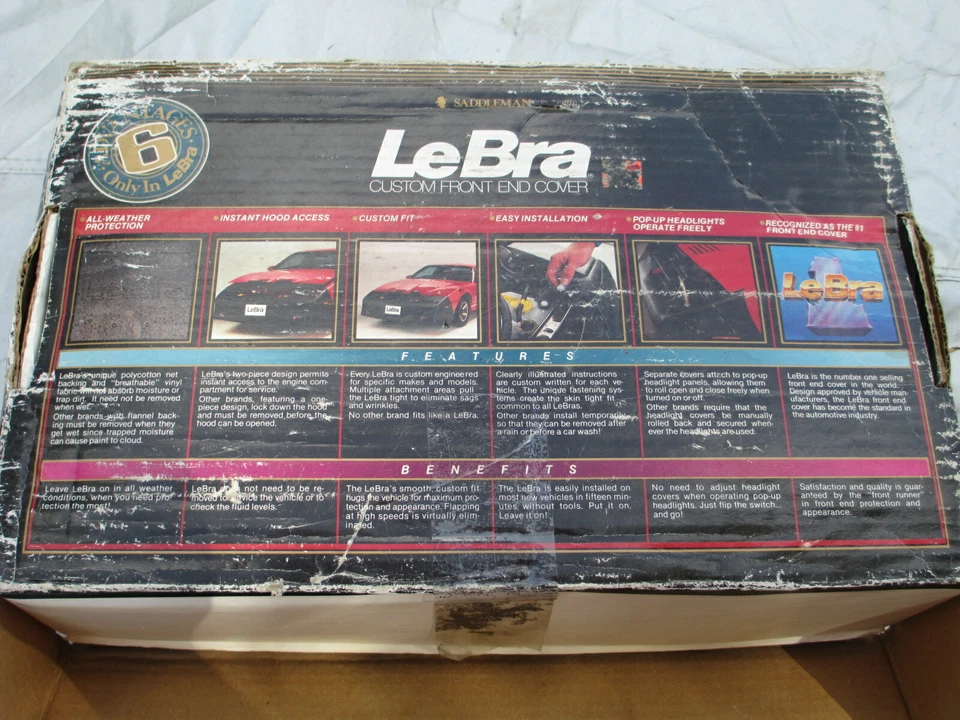 SADDLEMAN
ADVANTAGES
6
Only In LeBra
LeBra
CUSTOM FRONT END COVER
ALL-WEATHER
PROTECTION
INSTANT HOOD ACCESS
CUSTOM FIT
EASY INSTALLATION
POP-UP HEADLIGHTS
OPERATE FREELY
RECOGNIZED AS THE #1
FRONT END COVER
LeBra
LeBra
LeBra
FEATURES
LeBra's unique polycotton net
backing and "breathable" vinyl
fabric absorb moisture or
trap dirt. It need not be removed
when wet.
Other brands with flannel back-
ing must be removed when they
get wet since trapped moisture
can cause paint to cloud.
LeBra's two-piece design permits
instant access to the engine com-
partment for service.
Other brands, featuring a one-
piece design, lock down the hood
and must be removed before the
hood can be opened.
Every LeBra is custom engineered
for specific makes and models.
Multiple attachment areas pull
the LeBra tight to eliminate sags
and wrinkles.
No other brand fits like a LeBra.
Clearly illustrated instructions
are custom written for each ve-
hicle. The unique fastening sys-
tems create the skin tight fit
common to all LeBras.
Other brands install temporarily
so that they can be removed after
a rain or before a car wash!
Separate covers attach to pop-up
headlight panels, allowing them
to roll open and close freely when
turned on or off.
Other brands require that the
headlight covers be manually
rolled back and secured when-
ever the headlights are used.
LeBra is the number one selling
front end cover in the world.
Design approved by vehicle man-
ufacturers, the LeBra front end
cover has become the standard in
the automotive industry.
BENEFITS
Leave LeBra on in all weather
conditions, when you need pro-
tection the most!
LeBra does not need to be re-
moved to service the vehicle or to
check the fluid levels.
The LeBra's smooth, custom fit
hugs the vehicle for maximum pro-
tection and appearance. Flapping
at high speeds is virtually elim-
inated.
The LeBra is easily installed on
most new vehicles in fifteen min-
utes without tools. Put it on.
Leave it on!
No need to adjust headlight
covers when operating pop-up
headlights. Just flip the switch...
and go!
Satisfaction and quality is guar-
anteed by the "front runner"
in front end protection and
appearance.